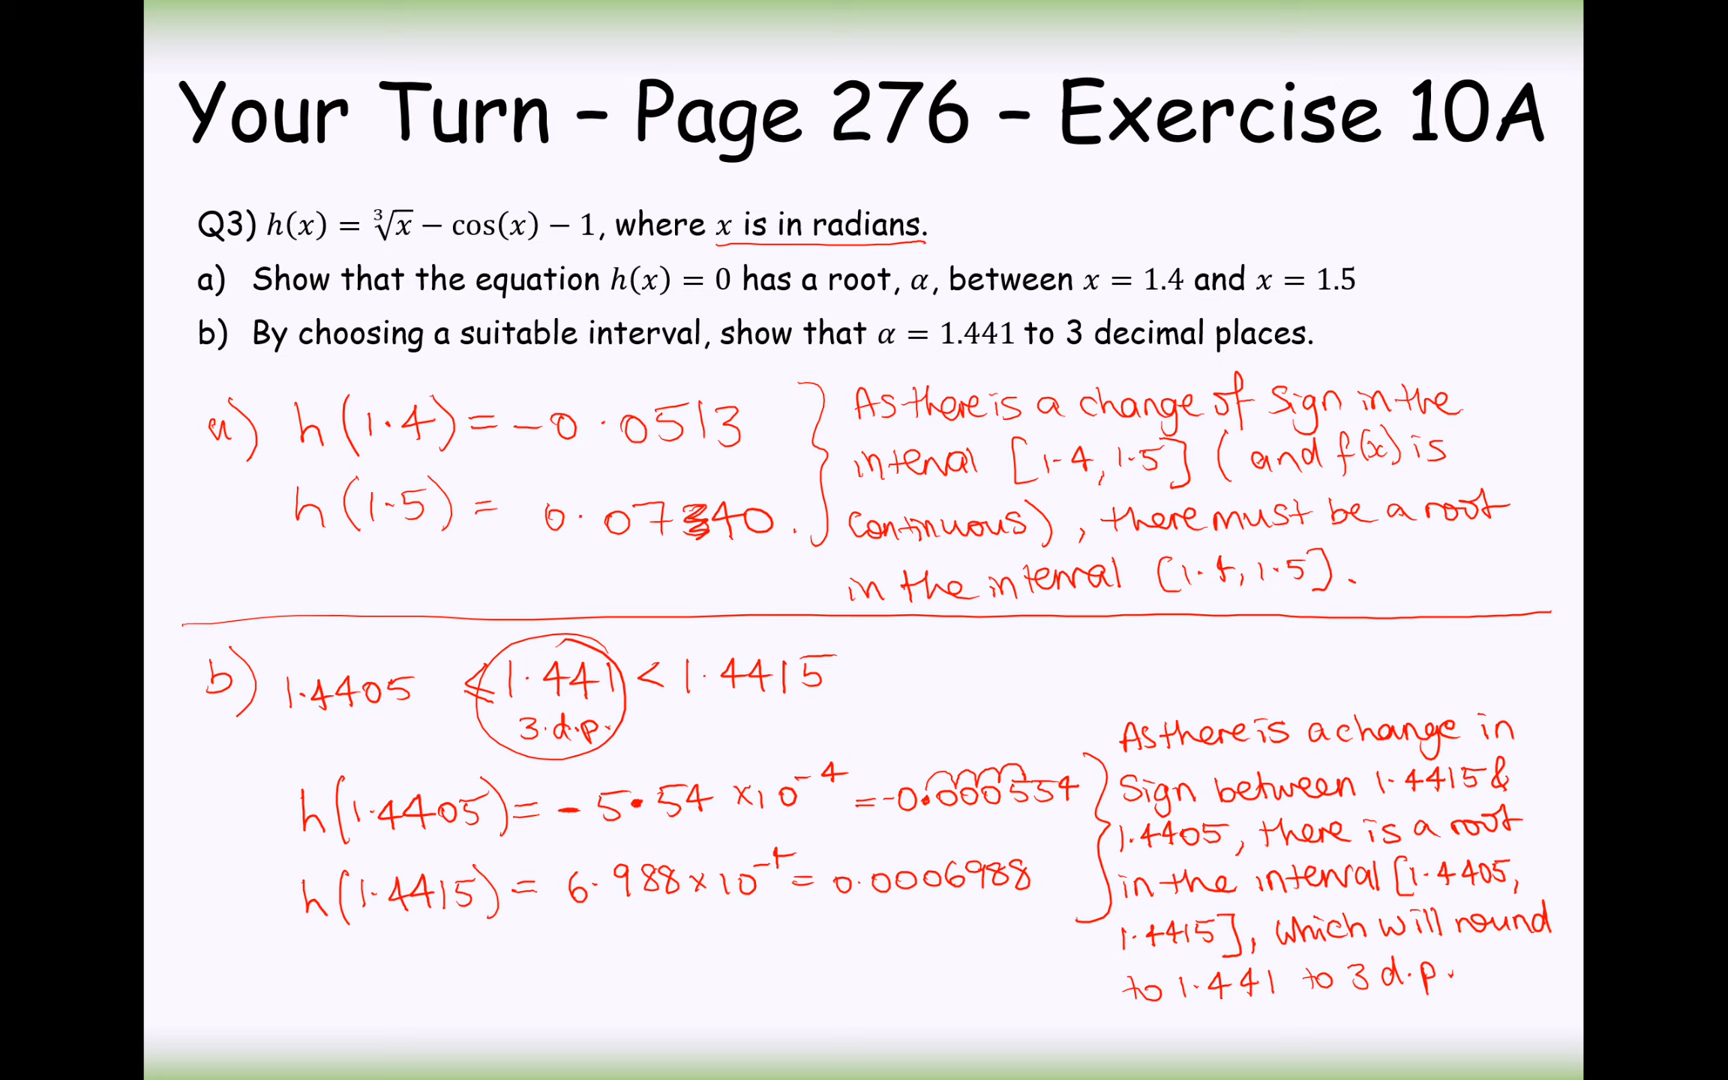 Your Turn – Page 276 – Exercise 10A
Q3) h(x) = ∛x − cos(x) − 1, where x is in radians.
a) Show that the equation h(x) = 0 has a root, α, between x = 1.4 and x = 1.5
b) By choosing a suitable interval, show that α = 1.441 to 3 decimal places.
a) h(1.4) = -0.0513
h(1.5) = 0.07340.
As there is a change of sign in the
interval [1.4, 1.5] (and f(x) is
continuous), there must be a root
in the interval [1.4, 1.5].
b) 1.4405 ≤ 1.441 < 1.4415
3.d.p.
h(1.4405) = -5.54 ×10⁻⁴ = -0.000554
h(1.4415) = 6.988 ×10⁻⁴ = 0.0006988
As there is a change in
sign between 1.4415 &
1.4405, there is a root
in the interval [1.4405,
1.4415], which will round
to 1.441 to 3 d.p.